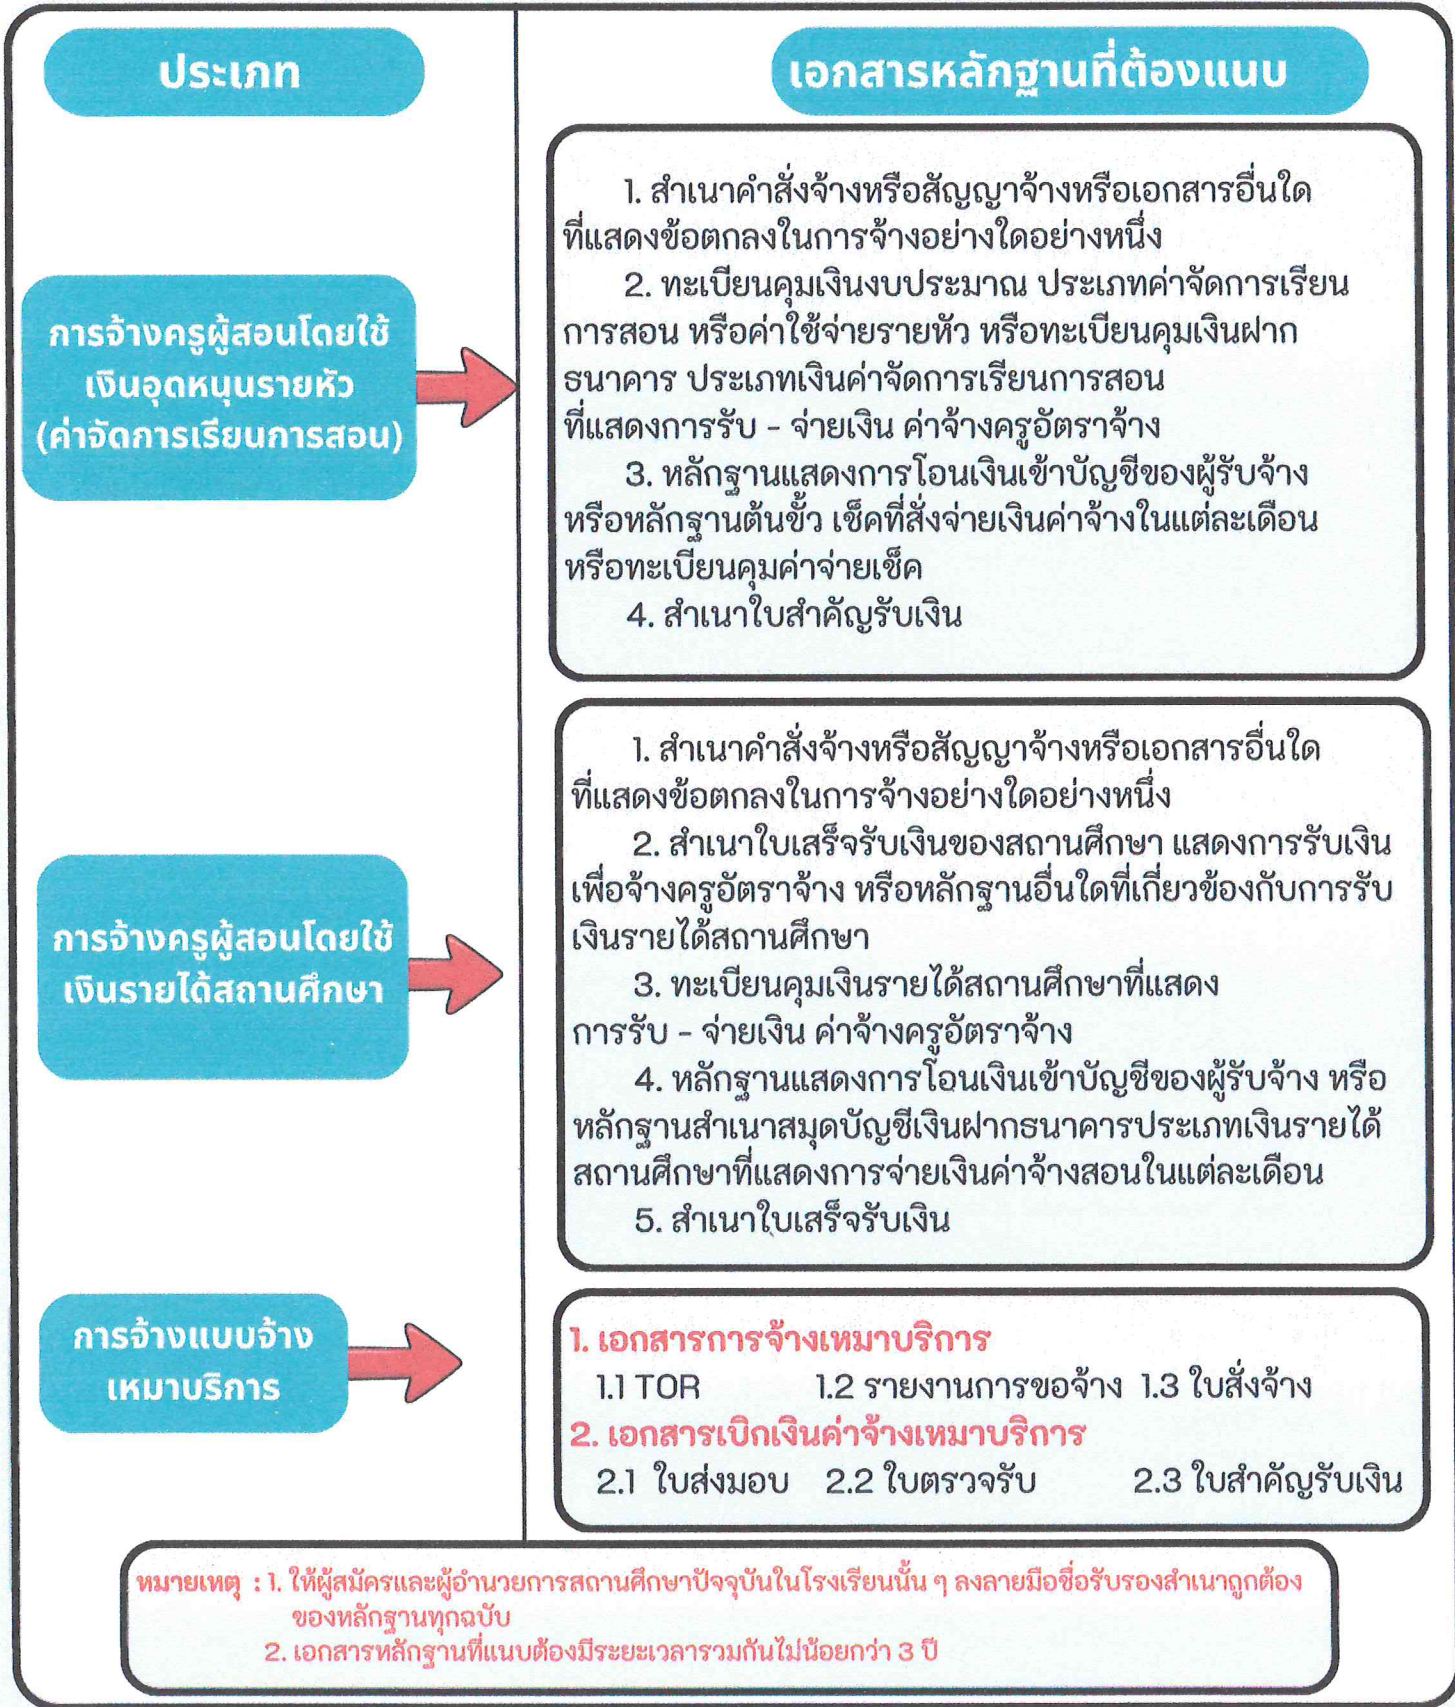 ประเภท
เอกสารหลักฐานที่ต้องแนบ
การจ้างครูผู้สอนโดยใช้
เงินอุดหนุนรายหัว
(ค่าจัดการเรียนการสอน)
1. สำเนาคำสั่งจ้างหรือสัญญาจ้างหรือเอกสารอื่นใด
ที่แสดงข้อตกลงในการจ้างอย่างใดอย่างหนึ่ง
2. ทะเบียนคุมเงินงบประมาณ ประเภทค่าจัดการเรียน
การสอน หรือค่าใช้จ่ายรายหัว หรือทะเบียนคุมเงินฝาก
ธนาคาร ประเภทเงินค่าจัดการเรียนการสอน
ที่แสดงการรับ - จ่ายเงิน ค่าจ้างครูอัตราจ้าง
3. หลักฐานแสดงการโอนเงินเข้าบัญชีของผู้รับจ้าง
หรือหลักฐานต้นขั้ว เช็คที่สั่งจ่ายเงินค่าจ้างในแต่ละเดือน
หรือทะเบียนคุมค่าจ่ายเช็ค
4. สำเนาใบสำคัญรับเงิน
การจ้างครูผู้สอนโดยใช้
เงินรายได้สถานศึกษา
1. สำเนาคำสั่งจ้างหรือสัญญาจ้างหรือเอกสารอื่นใด
ที่แสดงข้อตกลงในการจ้างอย่างใดอย่างหนึ่ง
2. สำเนาใบเสร็จรับเงินของสถานศึกษา แสดงการรับเงิน
เพื่อจ้างครูอัตราจ้าง หรือหลักฐานอื่นใดที่เกี่ยวข้องกับการรับ
เงินรายได้สถานศึกษา
3. ทะเบียนคุมเงินรายได้สถานศึกษาที่แสดง
การรับ - จ่ายเงิน ค่าจ้างครูอัตราจ้าง
4. หลักฐานแสดงการโอนเงินเข้าบัญชีของผู้รับจ้าง หรือ
หลักฐานสำเนาสมุดบัญชีเงินฝากธนาคารประเภทเงินรายได้
สถานศึกษาที่แสดงการจ่ายเงินค่าจ้างสอนในแต่ละเดือน
5. สำเนาใบเสร็จรับเงิน
การจ้างแบบจ้าง
เหมาบริการ
1. เอกสารการจ้างเหมาบริการ
1.1 TOR 1.2 รายงานการขอจ้าง 1.3 ใบสั่งจ้าง
2. เอกสารเบิกเงินค่าจ้างเหมาบริการ
2.1 ใบส่งมอบ 2.2 ใบตรวจรับ 2.3 ใบสำคัญรับเงิน
หมายเหตุ : 1. ให้ผู้สมัครและผู้อำนวยการสถานศึกษาปัจจุบันในโรงเรียนนั้น ๆ ลงลายมือชื่อรับรองสำเนาถูกต้อง
ของหลักฐานทุกฉบับ
2. เอกสารหลักฐานที่แนบต้องมีระยะเวลารวมกันไม่น้อยกว่า 3 ปี